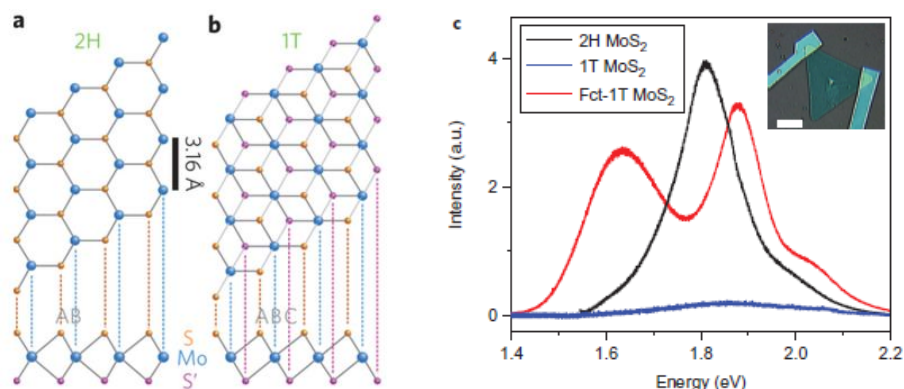 a
2H
3.16 Å
AB
S
Mo
S'
b
1T
ABC
c
2H MoS₂
1T MoS₂
Fct-1T MoS₂
Intensity (a.u.)
4
2
0
1.4 1.6 1.8 2.0 2.2
Energy (eV)